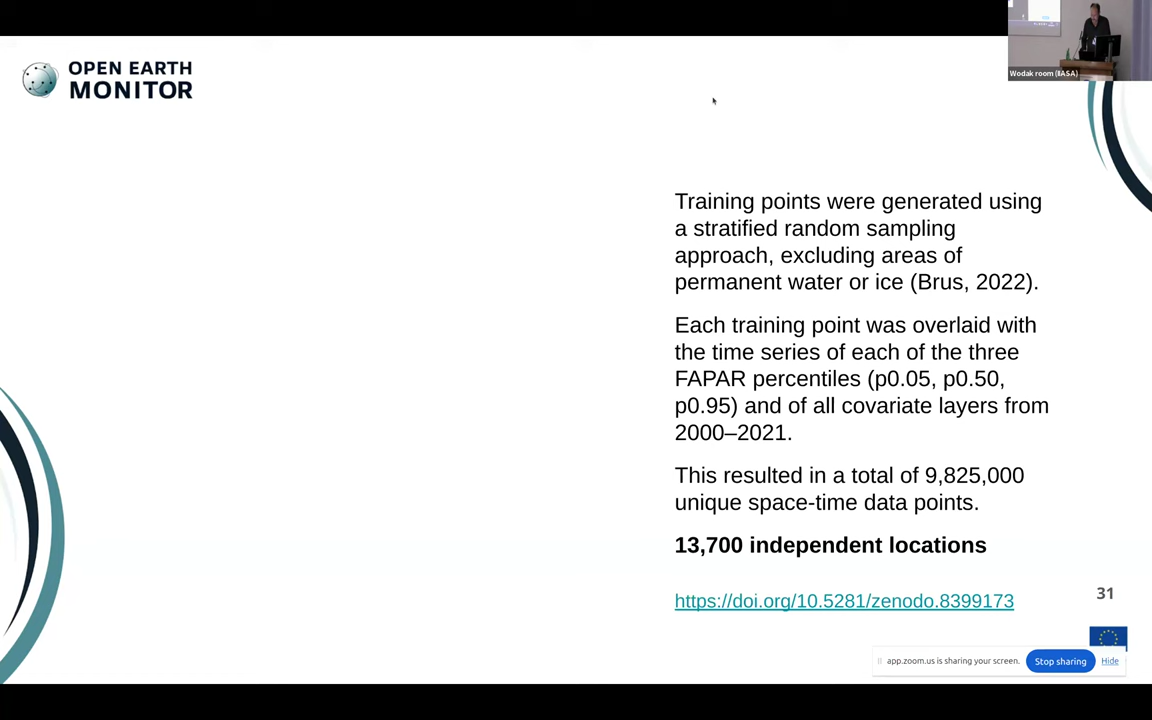 OPEN EARTH
MONITOR
Wodak room (IIASA)
Training points were generated using
a stratified random sampling
approach, excluding areas of
permanent water or ice (Brus, 2022).
Each training point was overlaid with
the time series of each of the three
FAPAR percentiles (p0.05, p0.50,
p0.95) and of all covariate layers from
2000–2021.
This resulted in a total of 9,825,000
unique space-time data points.
13,700 independent locations
https://doi.org/10.5281/zenodo.8399173
31
app.zoom.us is sharing your screen.
Stop sharing
Hide